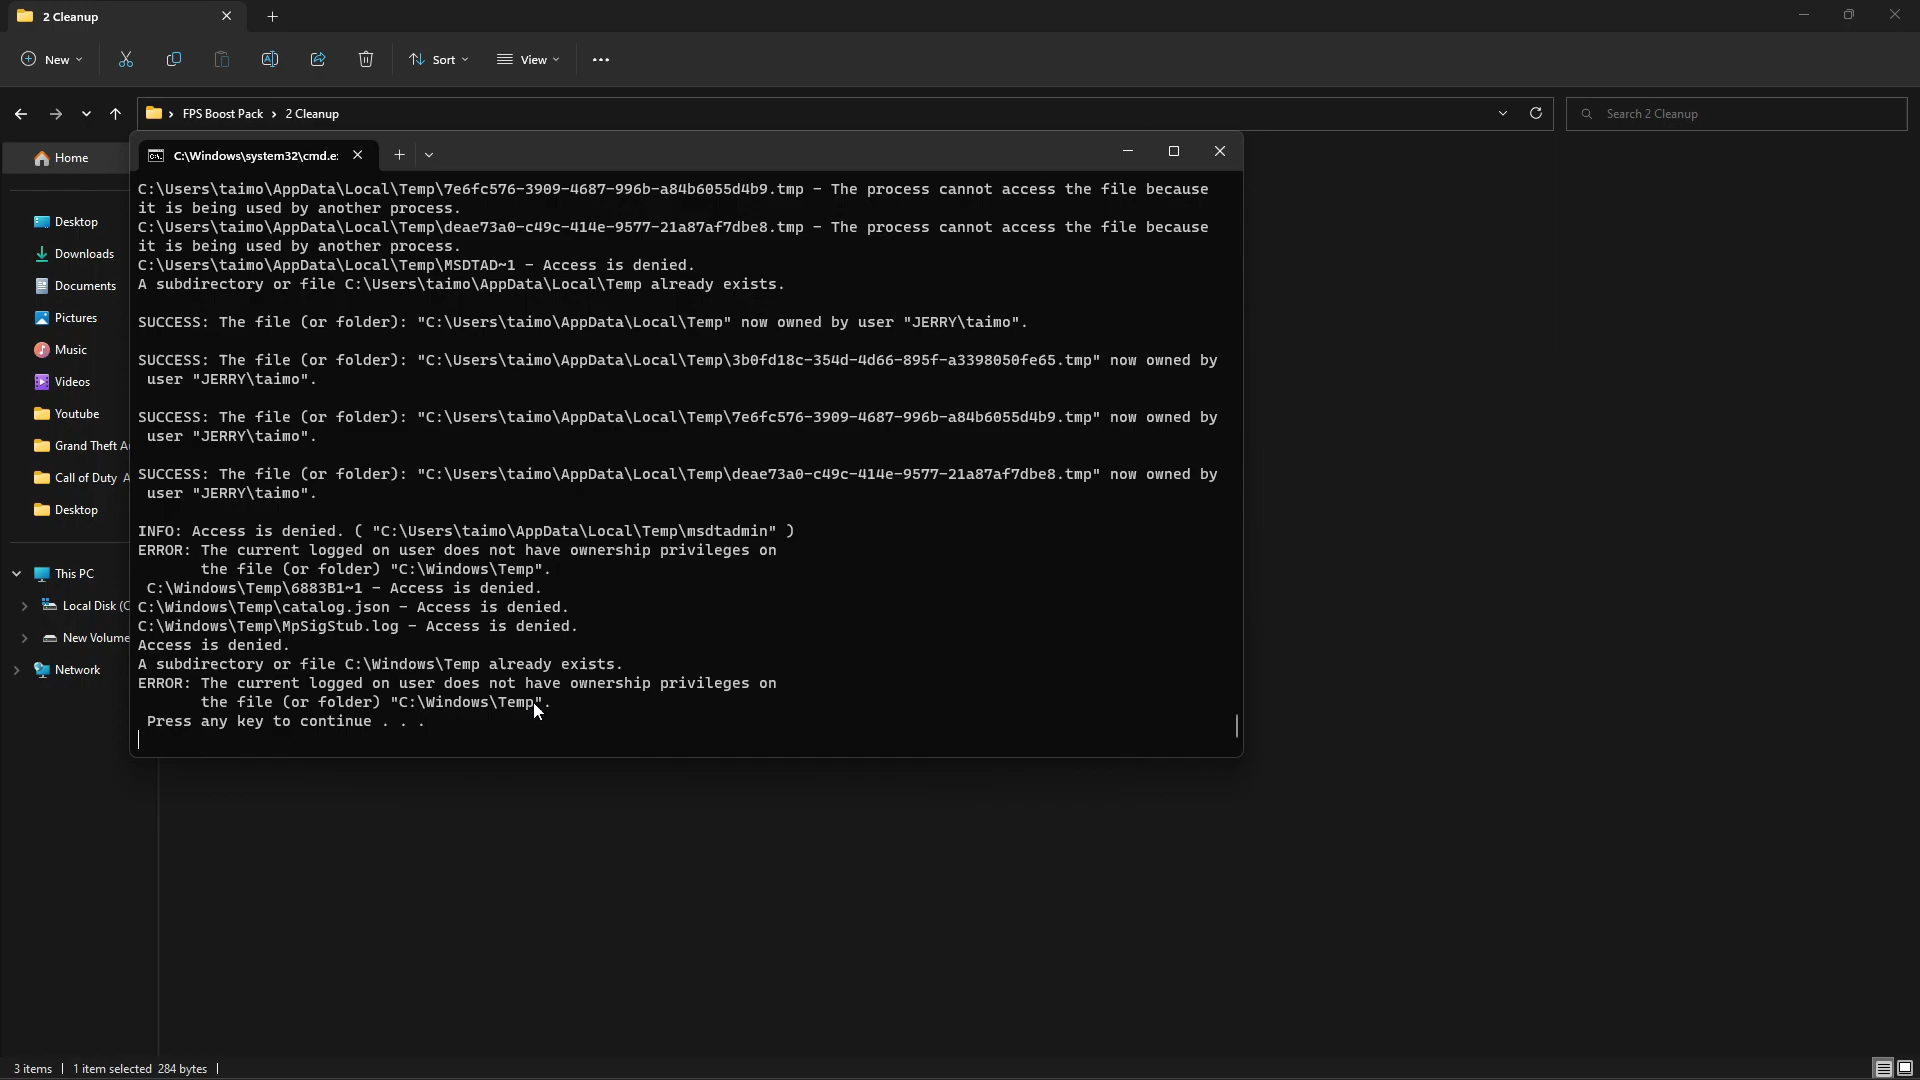 2 Cleanup
New
Sort
View
FPS Boost Pack > 2 Cleanup
Search 2 Cleanup
Home
Desktop
Downloads
Documents
Pictures
Music
Videos
Youtube
Grand Theft A
Call of Duty A
Desktop
This PC
Local Disk (C
New Volume
Network
C:\Windows\system32\cmd.e:
C:\Users\taimo\AppData\Local\Temp\7e6fc576-3909-4687-996b-a84b6055d4b9.tmp - The process cannot access the file because
it is being used by another process.
C:\Users\taimo\AppData\Local\Temp\deae73a0-c49c-414e-9577-21a87af7dbe8.tmp - The process cannot access the file because
it is being used by another process.
C:\Users\taimo\AppData\Local\Temp\MSDTAD~1 - Access is denied.
A subdirectory or file C:\Users\taimo\AppData\Local\Temp already exists.
SUCCESS: The file (or folder): "C:\Users\taimo\AppData\Local\Temp" now owned by user "JERRY\taimo".
SUCCESS: The file (or folder): "C:\Users\taimo\AppData\Local\Temp\3b0fd18c-354d-4d66-895f-a3398050fe65.tmp" now owned by
user "JERRY\taimo".
SUCCESS: The file (or folder): "C:\Users\taimo\AppData\Local\Temp\7e6fc576-3909-4687-996b-a84b6055d4b9.tmp" now owned by
user "JERRY\taimo".
SUCCESS: The file (or folder): "C:\Users\taimo\AppData\Local\Temp\deae73a0-c49c-414e-9577-21a87af7dbe8.tmp" now owned by
user "JERRY\taimo".
INFO: Access is denied. ( "C:\Users\taimo\AppData\Local\Temp\msdtadmin" )
ERROR: The current logged on user does not have ownership privileges on
the file (or folder) "C:\Windows\Temp".
C:\Windows\Temp\6883B1~1 - Access is denied.
C:\Windows\Temp\catalog.json - Access is denied.
C:\Windows\Temp\MpSigStub.log - Access is denied.
Access is denied.
A subdirectory or file C:\Windows\Temp already exists.
ERROR: The current logged on user does not have ownership privileges on
the file (or folder) "C:\Windows\Temp".
Press any key to continue . . .
3 items
1 item selected 284 bytes